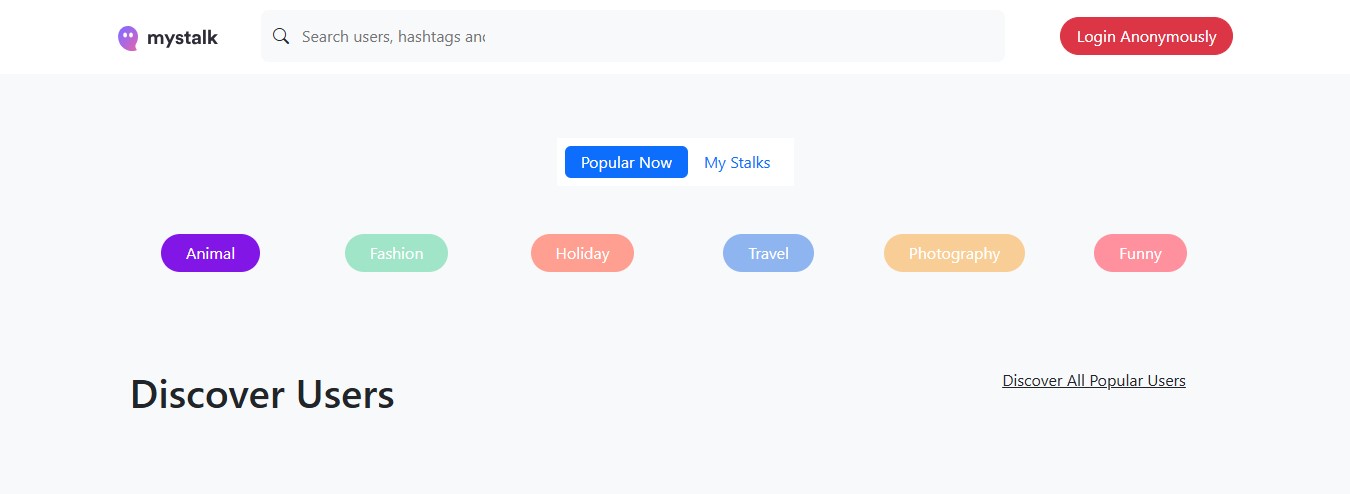 mystalk
Search users, hashtags and
Login Anonymously
Popular Now
My Stalks
Animal
Fashion
Holiday
Travel
Photography
Funny
Discover Users
Discover All Popular Users